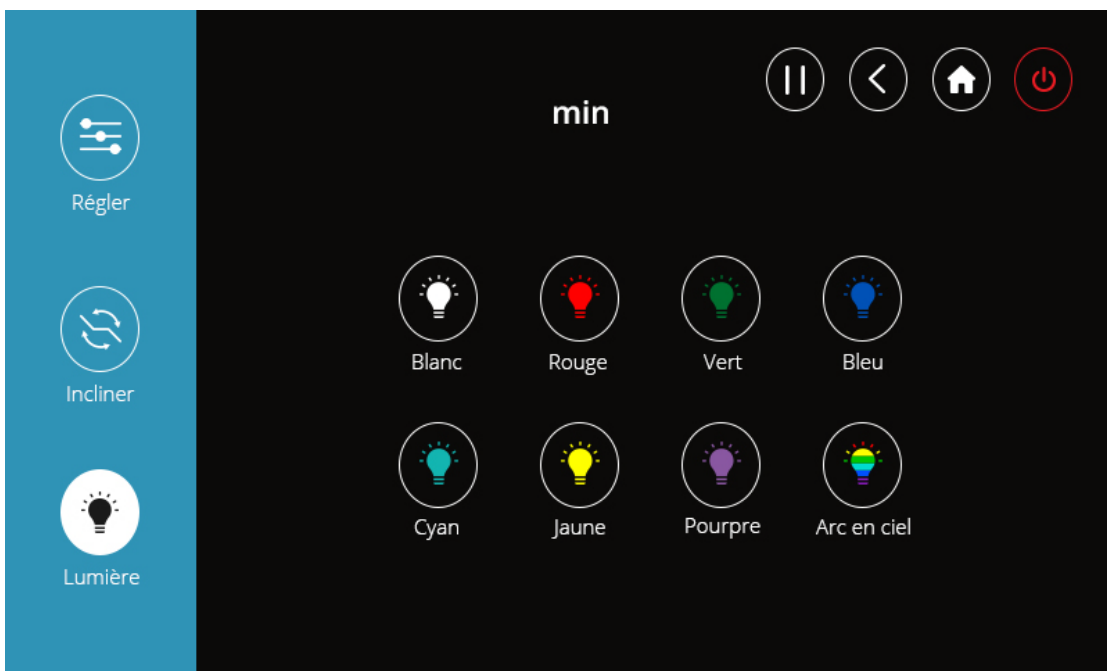 min
Régler
Incliner
Lumière
Blanc Rouge Vert Bleu
Cyan Jaune Pourpre Arc en ciel